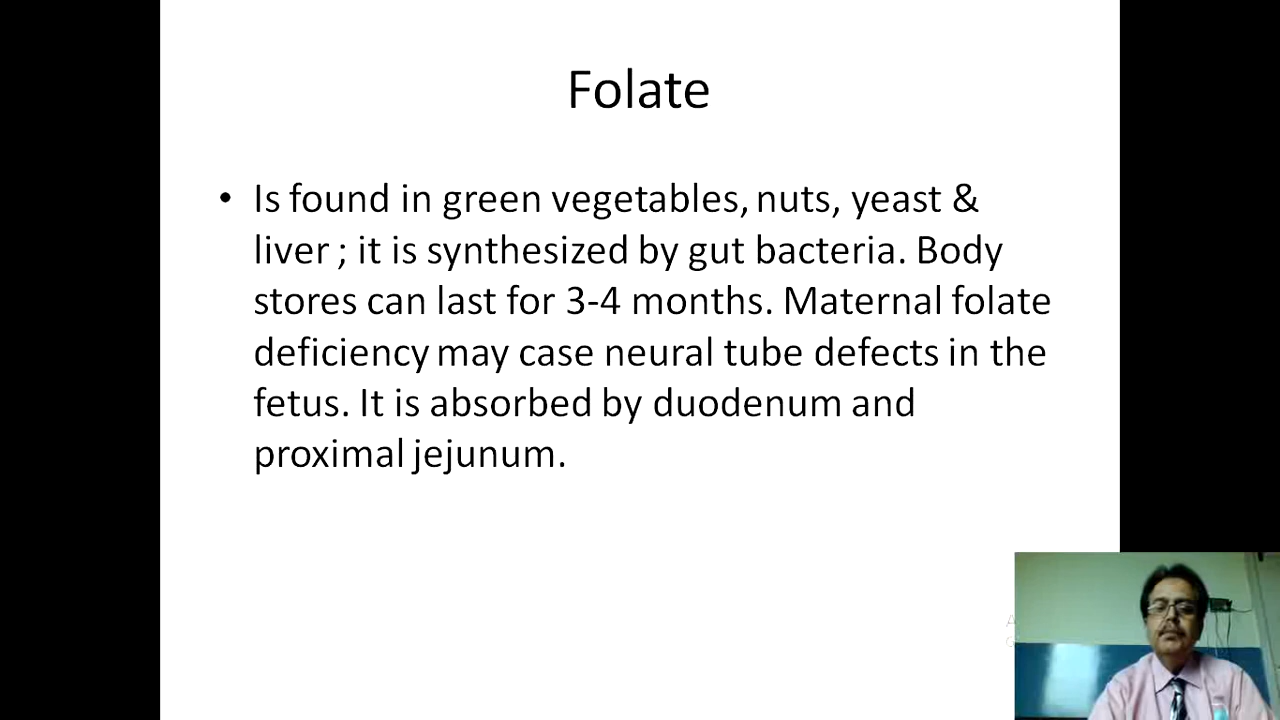 Folate
• Is found in green vegetables, nuts, yeast &
liver ; it is synthesized by gut bacteria. Body
stores can last for 3-4 months. Maternal folate
deficiency may case neural tube defects in the
fetus. It is absorbed by duodenum and
proximal jejunum.